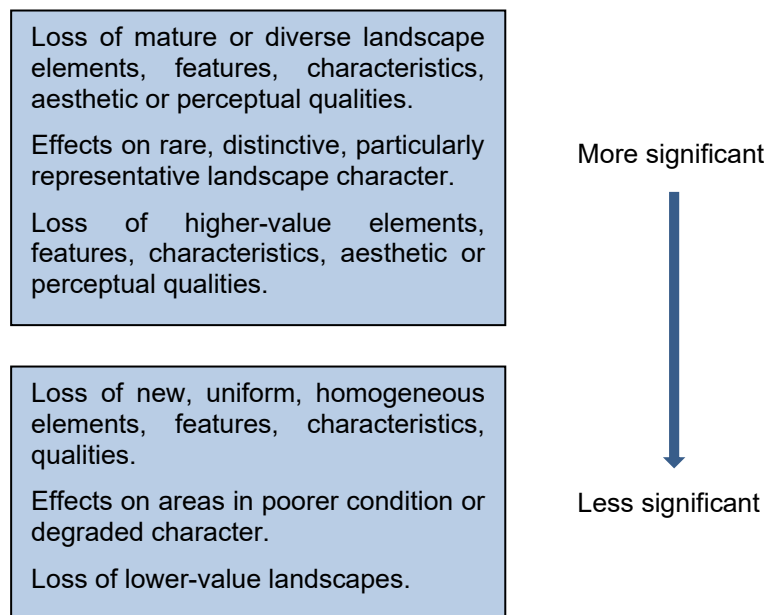 Loss of mature or diverse landscape
elements, features, characteristics,
aesthetic or perceptual qualities.
Effects on rare, distinctive, particularly
representative landscape character.
Loss of higher-value elements,
features, characteristics, aesthetic or
perceptual qualities.
More significant
Loss of new, uniform, homogeneous
elements, features, characteristics,
qualities.
Effects on areas in poorer condition or
degraded character.
Loss of lower-value landscapes.
Less significant